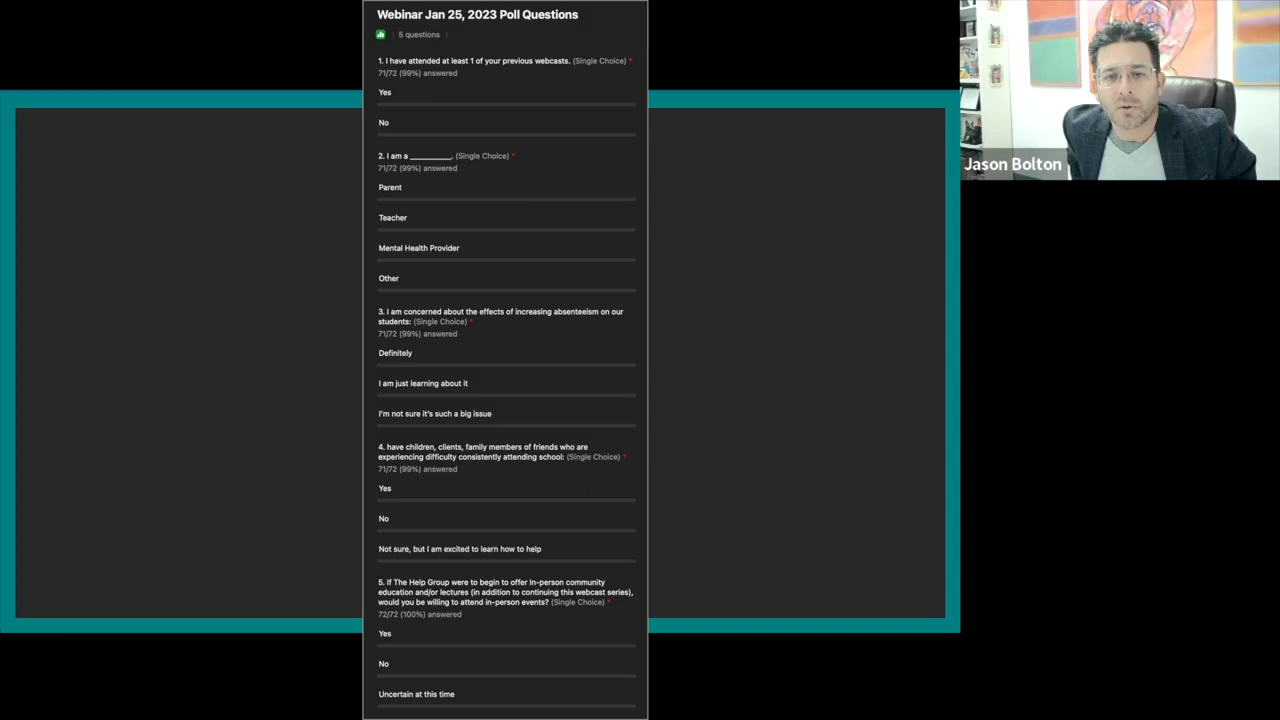 Webinar Jan 25, 2023 Poll Questions
5 questions
1. I have attended at least 1 of your previous webcasts. (Single Choice) *
71/72 (99%) answered
Yes
No
2. I am a __________. (Single Choice) *
71/72 (99%) answered
Parent
Teacher
Mental Health Provider
Other
3. I am concerned about the effects of increasing absenteeism on our
students: (Single Choice) *
71/72 (99%) answered
Definitely
I am just learning about it
I'm not sure it's such a big issue
4. have children, clients, family members of friends who are
experiencing difficulty consistently attending school: (Single Choice) *
71/72 (99%) answered
Yes
No
Not sure, but I am excited to learn how to help
5. If The Help Group were to begin to offer In-person community
education and/or lectures (in addition to continuing this webcast series),
would you be willing to attend in-person events? (Single Choice) *
72/72 (100%) answered
Yes
No
Uncertain at this time
Jason Bolton